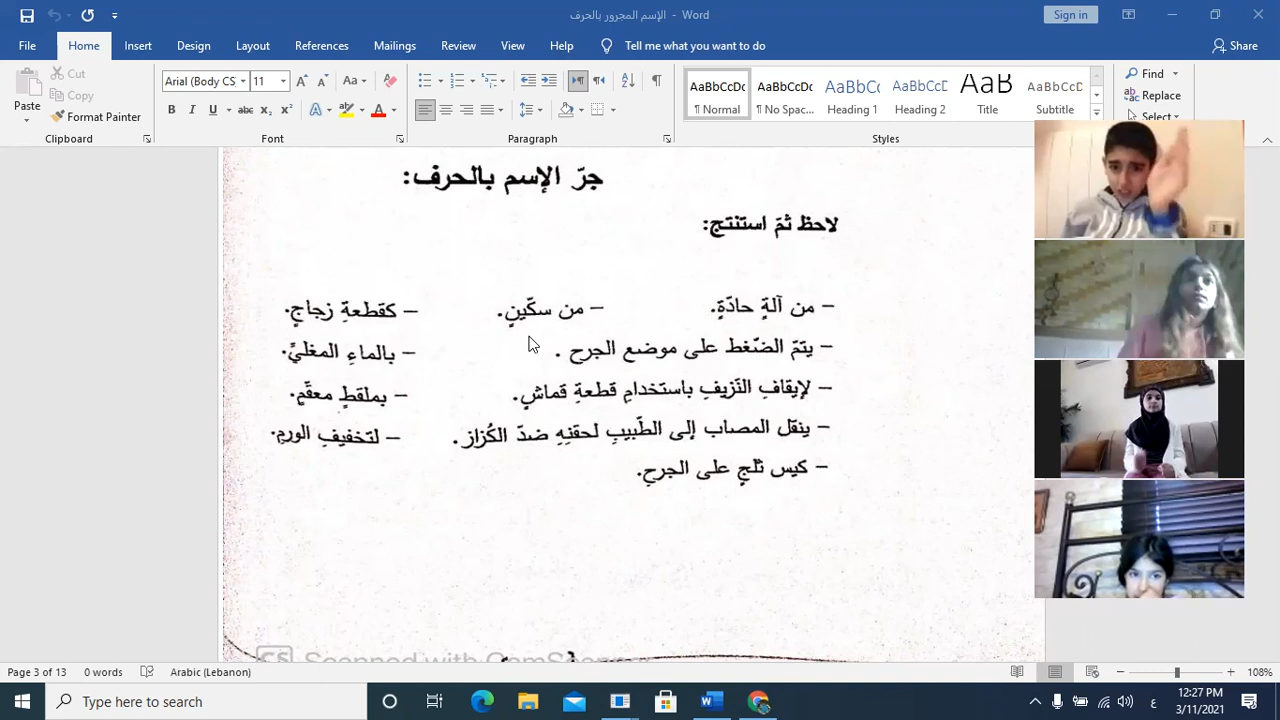 الإسم المجرور بالحرف - Word
Sign in
File Home Insert Design Layout References Mailings Review View Help Tell me what you want to do Share
Paste
Cut
Copy
Format Painter
Clipboard
Arial (Body CS 11
Font
Paragraph
AaBbCcDc AaBbCcDc AaBbCc AaBbCcD AaB AaBbCcD
¶ Normal ¶ No Spac... Heading 1 Heading 2 Title Subtitle
Styles
Find
Replace
Select
جرّ الإسم بالحرف:
لاحظ ثمّ استنتج:
– من آلةٍ حادّةٍ. – من سكّينٍ. – كقطعةِ زجاجٍ.
– يتمّ الضّغط على موضع الجرح . – بالماءِ المغليِّ.
– لإيقافِ النّزيفِ باستخدامِ قطعةِ قماشٍ. – بملقطٍ معقّمٍ.
– ينقل المصاب إلى الطّبيبِ لحقنِهِ ضدّ الكُزاز. – لتخفيفِ الورمِ.
– كيس ثلجٍ على الجرحِ.
CS Scanned with CamScanner
Page 3 of 13 0 words Arabic (Lebanon) 108%
Type here to search
ع
12:27 PM
3/11/2021